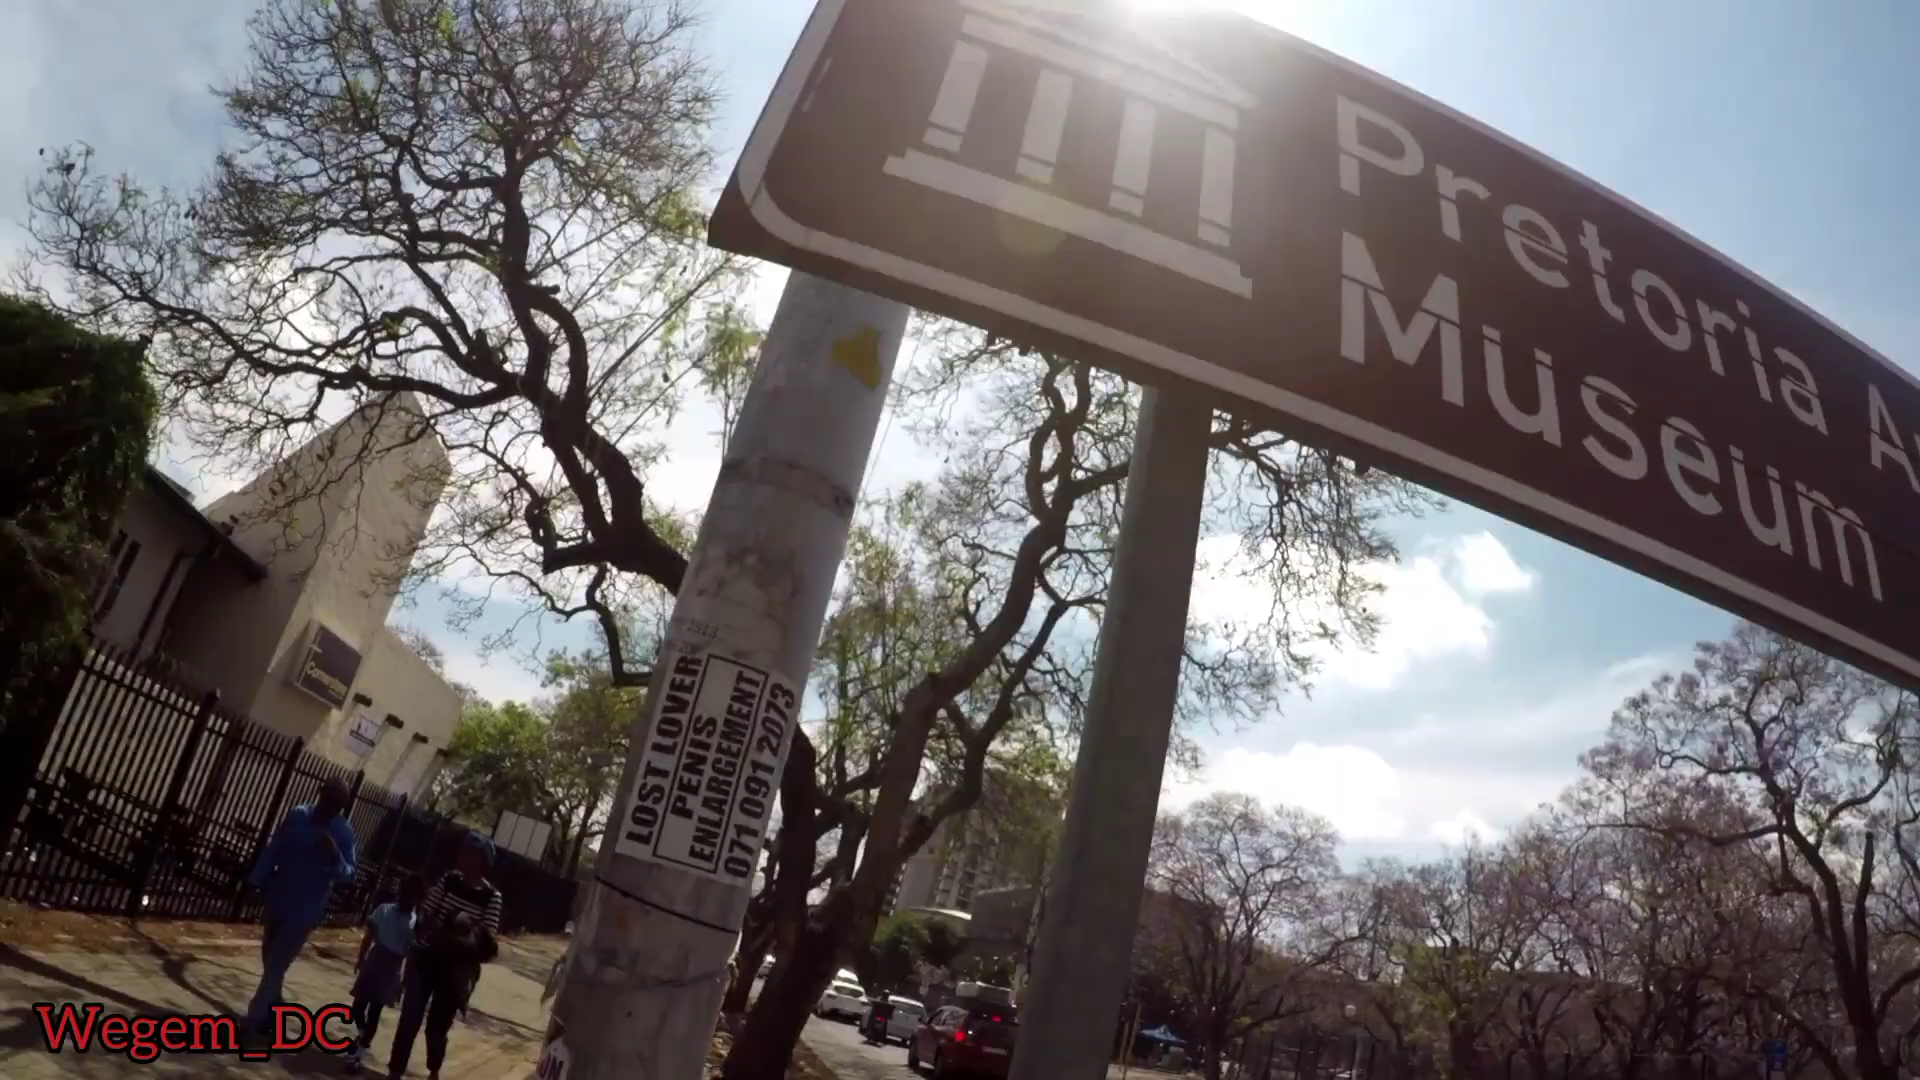 Pretoria A
Museum
LOST LOVER
PENIS
ENLARGEMENT
071 091 2073
Wegem_DC